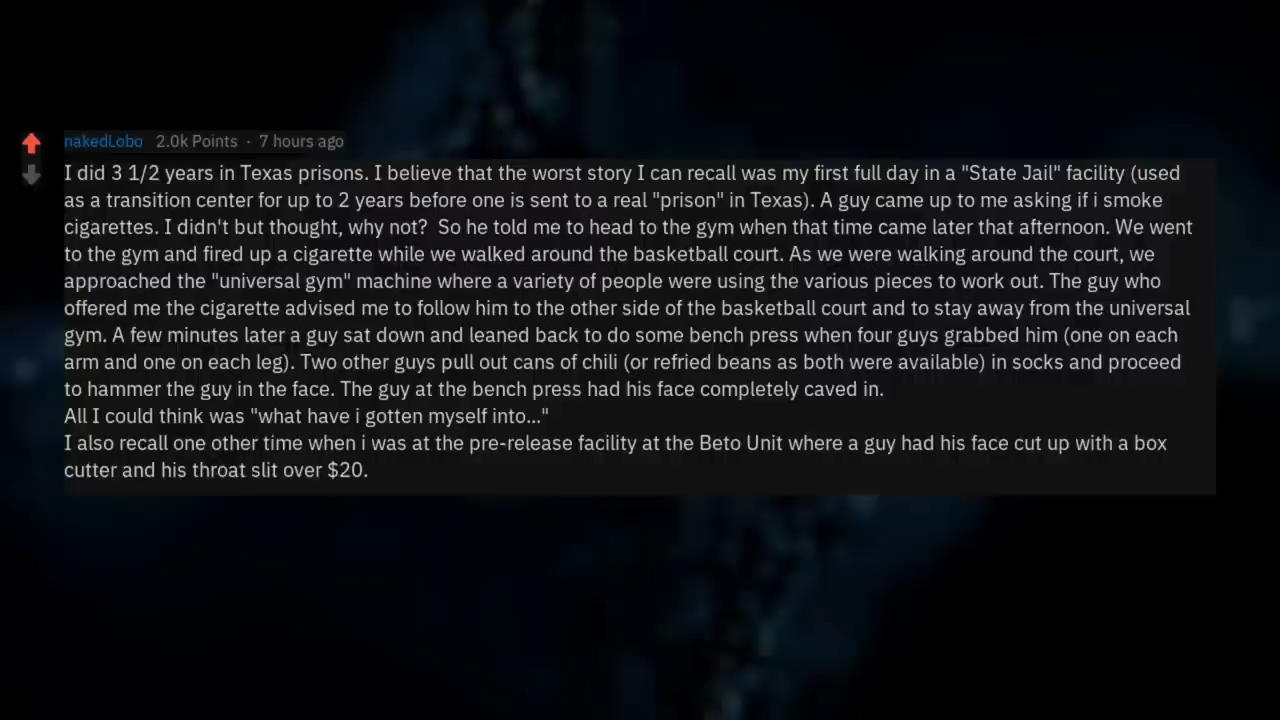 nakedLobo 2.0k Points · 7 hours ago
I did 3 1/2 years in Texas prisons. I believe that the worst story I can recall was my first full day in a "State Jail" facility (used
as a transition center for up to 2 years before one is sent to a real "prison" in Texas). A guy came up to me asking if i smoke
cigarettes. I didn't but thought, why not?  So he told me to head to the gym when that time came later that afternoon. We went
to the gym and fired up a cigarette while we walked around the basketball court. As we were walking around the court, we
approached the "universal gym" machine where a variety of people were using the various pieces to work out. The guy who
offered me the cigarette advised me to follow him to the other side of the basketball court and to stay away from the universal
gym. A few minutes later a guy sat down and leaned back to do some bench press when four guys grabbed him (one on each
arm and one on each leg). Two other guys pull out cans of chili (or refried beans as both were available) in socks and proceed
to hammer the guy in the face. The guy at the bench press had his face completely caved in.
All I could think was "what have i gotten myself into..."
I also recall one other time when i was at the pre-release facility at the Beto Unit where a guy had his face cut up with a box
cutter and his throat slit over $20.